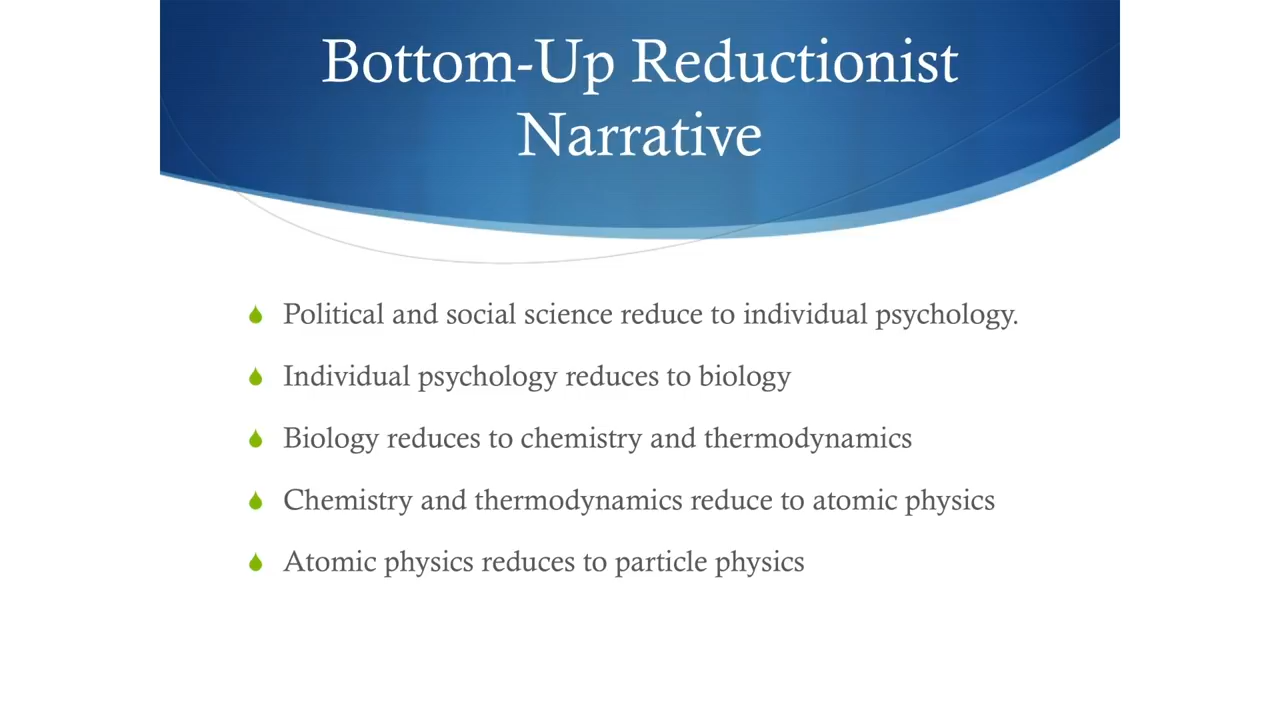 Bottom-Up Reductionist
Narrative
Political and social science reduce to individual psychology.
Individual psychology reduces to biology
Biology reduces to chemistry and thermodynamics
Chemistry and thermodynamics reduce to atomic physics
Atomic physics reduces to particle physics